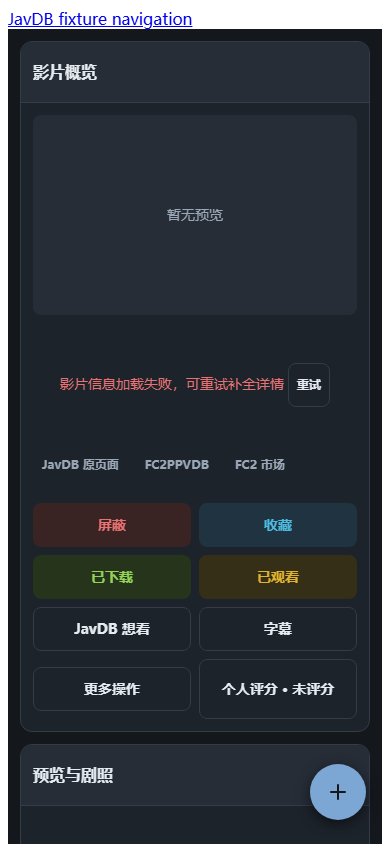 JavDB fixture navigation
影片概览
暂无预览
影片信息加载失败，可重试补全详情 重试
JavDB 原页面 FC2PPVDB FC2 市场
屏蔽 收藏
已下载 已观看
JavDB 想看 字幕
更多操作 个人评分 • 未评分
预览与剧照
+